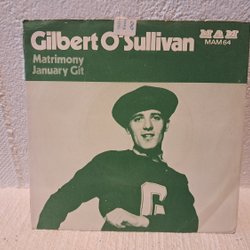 Gilbert O'Sullivan
Matrimony
January Git
MAM
MAM 64
G